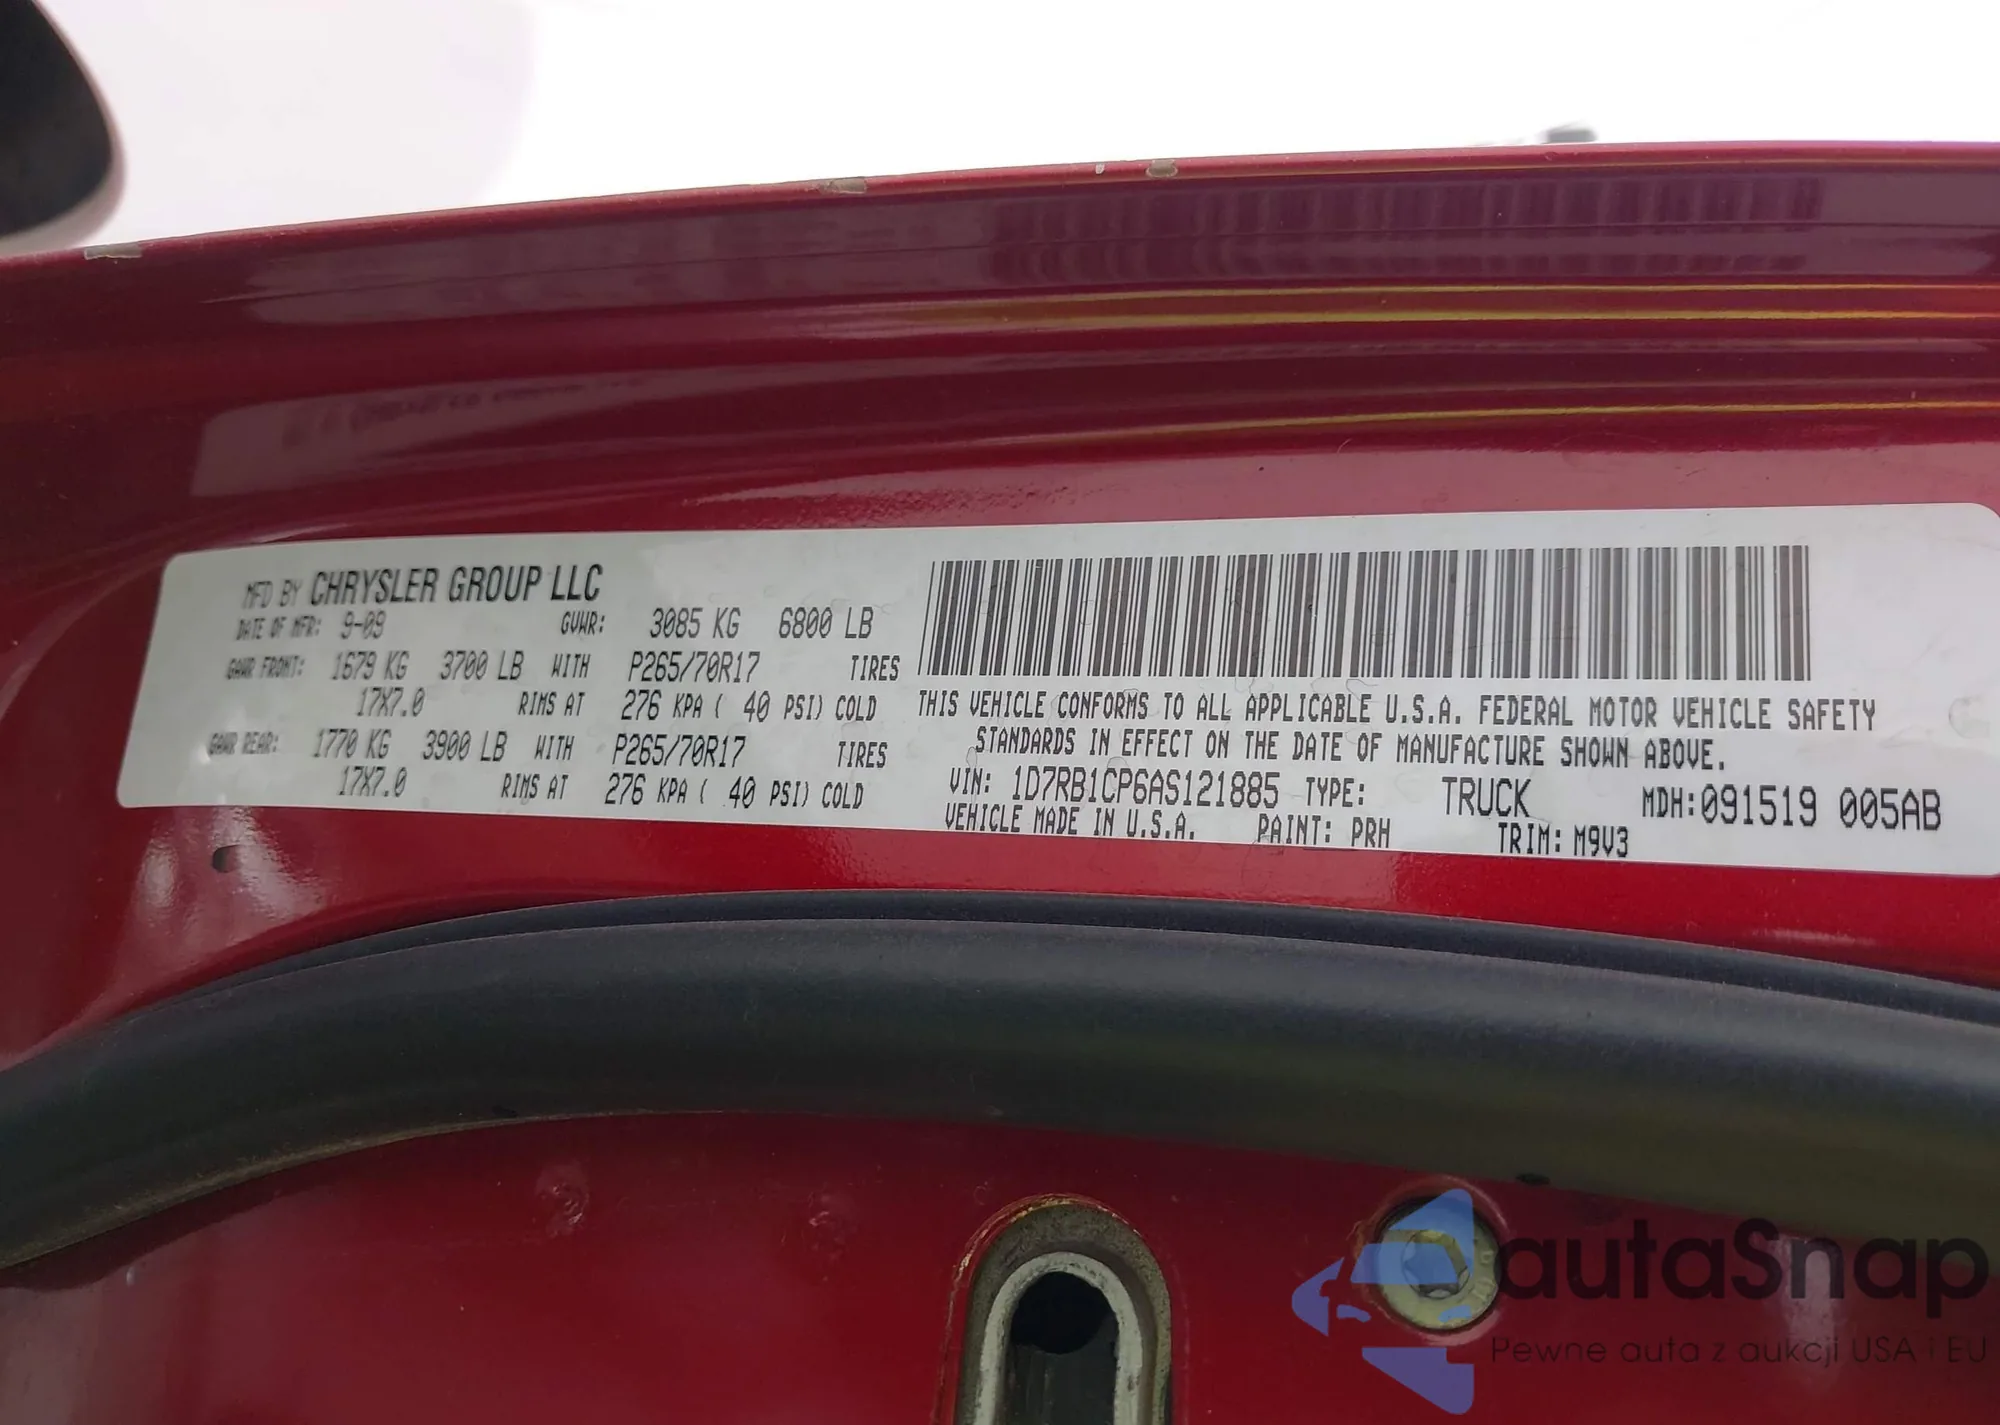 MFD BY CHRYSLER GROUP LLC
DATE OF MFR: 9-09 GVWR: 3085 KG 6800 LB
GAWR FRONT: 1679 KG 3700 LB WITH P265/70R17 TIRES
17X7.0 RIMS AT 276 KPA ( 40 PSI) COLD
GAWR REAR: 1770 KG 3900 LB WITH P265/70R17 TIRES
17X7.0 RIMS AT 276 KPA ( 40 PSI) COLD
THIS VEHICLE CONFORMS TO ALL APPLICABLE U.S.A. FEDERAL MOTOR VEHICLE SAFETY
STANDARDS IN EFFECT ON THE DATE OF MANUFACTURE SHOWN ABOVE.
VIN: 1D7RB1CP6AS121885 TYPE: TRUCK MDH:091519 005AB
VEHICLE MADE IN U.S.A. PAINT: PRH TRIM: M9V3
autoSnap
Pewne auta z aukcji USA i EU